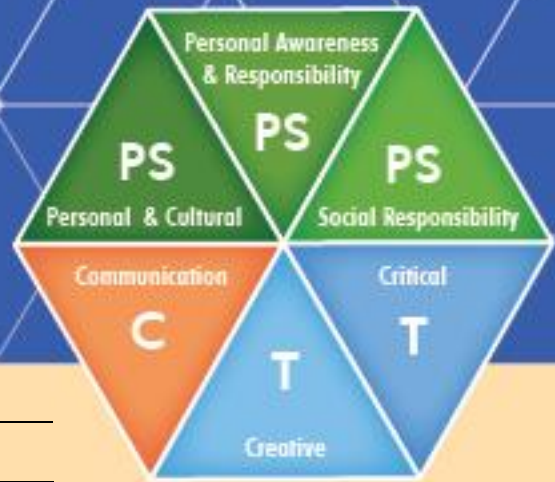 Personal Awareness
& Responsibility
PS
PS
Personal & Cultural
PS
Social Responsibility
Communication
C
T
Creative
Critical
T